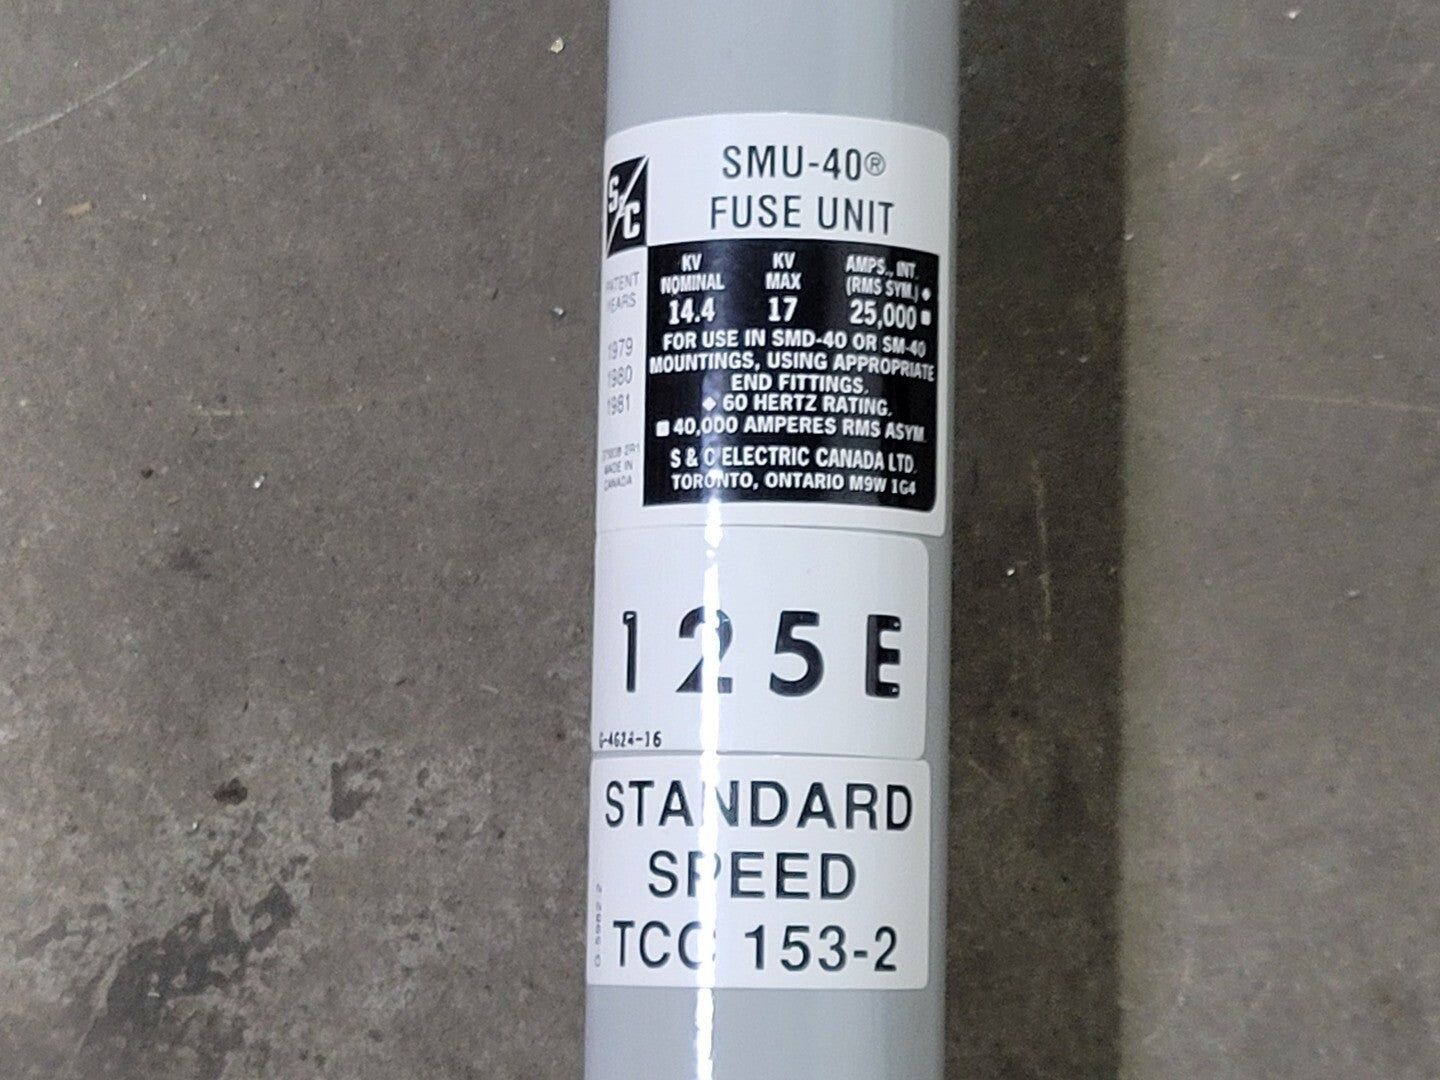 SMU-40®
FUSE UNIT
S/C
PATENT
YEARS
1979
1980
1981
MADE IN
CANADA
KV
NOMINAL
14.4
KV
MAX
17
AMPS., INT.
(RMS SYM.) ◆
25,000 ■
FOR USE IN SMD-40 OR SM-40
MOUNTINGS, USING APPROPRIATE
END FITTINGS.
◆ 60 HERTZ RATING.
■ 40,000 AMPERES RMS ASYM.
S & C ELECTRIC CANADA LTD.
TORONTO, ONTARIO M9W 1G4
125E
G-4624-16
STANDARD
SPEED
TCC 153-2